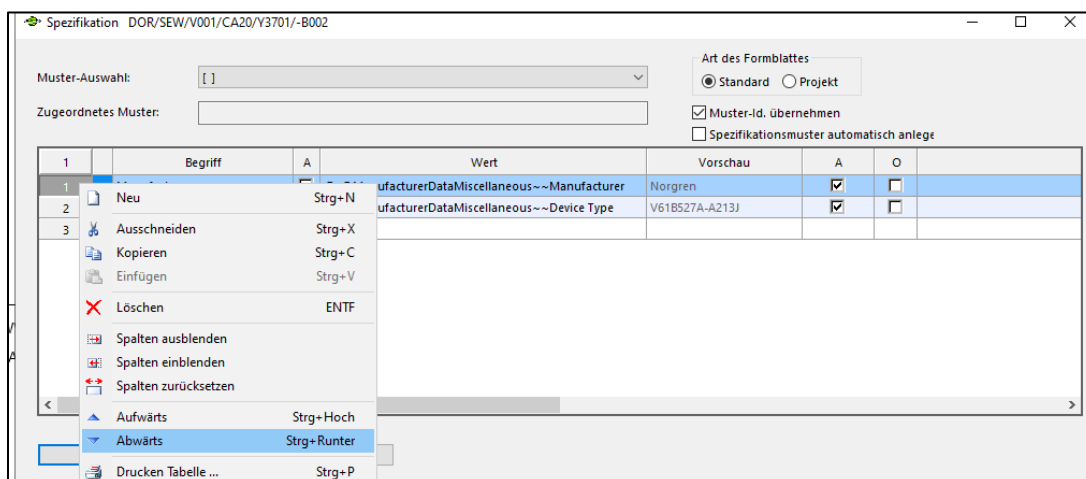 Spezifikation DOR/SEW/V001/CA20/Y3701/-B002
Art des Formblattes
Muster-Auswahl: [ ]
Standard Projekt
Zugeordnetes Muster:
Muster-Id. übernehmen
Spezifikationsmuster automatisch anlege
1 Begriff A Wert Vorschau A O
1 ufacturerDataMiscellaneous~~Manufacturer Norgren
2 ufacturerDataMiscellaneous~~Device Type V61B527A-A213J
3
Neu Strg+N
Ausschneiden Strg+X
Kopieren Strg+C
Einfügen Strg+V
Löschen ENTF
Spalten ausblenden
Spalten einblenden
Spalten zurücksetzen
Aufwärts Strg+Hoch
Abwärts Strg+Runter
Drucken Tabelle ... Strg+P